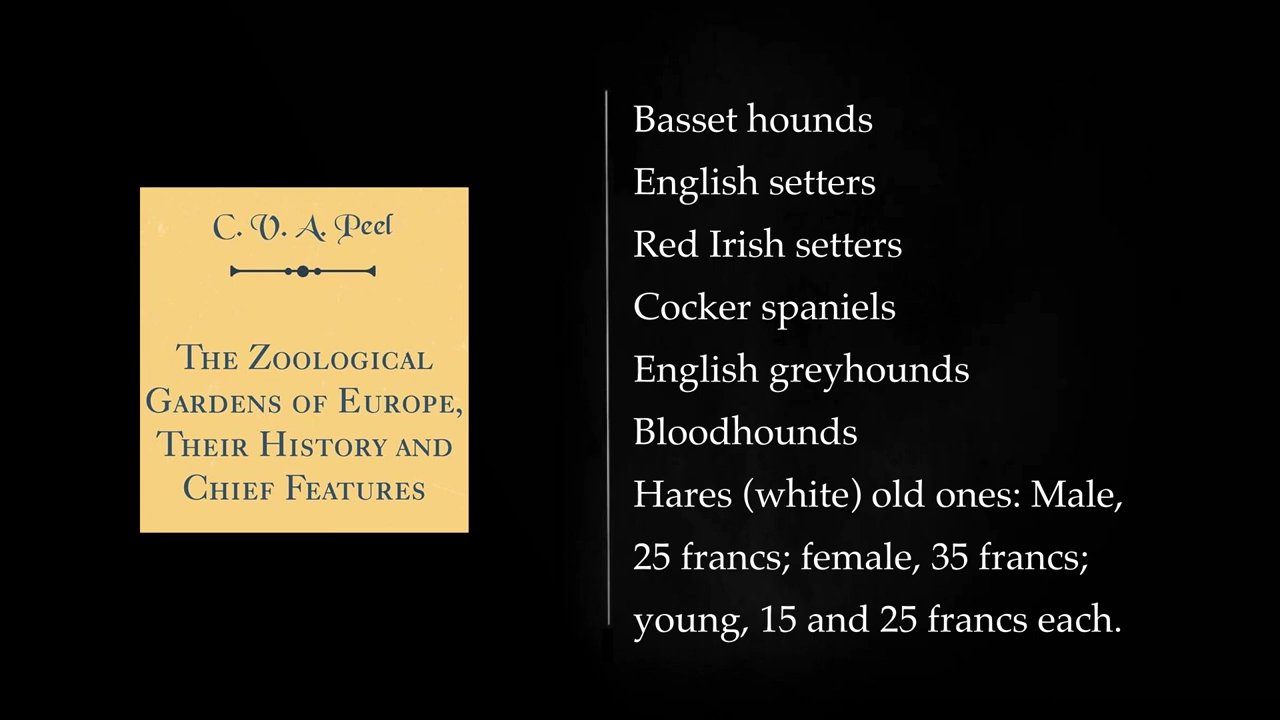 C. V. A. Peel
The Zoological
Gardens of Europe,
Their History and
Chief Features
Basset hounds
English setters
Red Irish setters
Cocker spaniels
English greyhounds
Bloodhounds
Hares (white) old ones: Male,
25 francs; female, 35 francs;
young, 15 and 25 francs each.